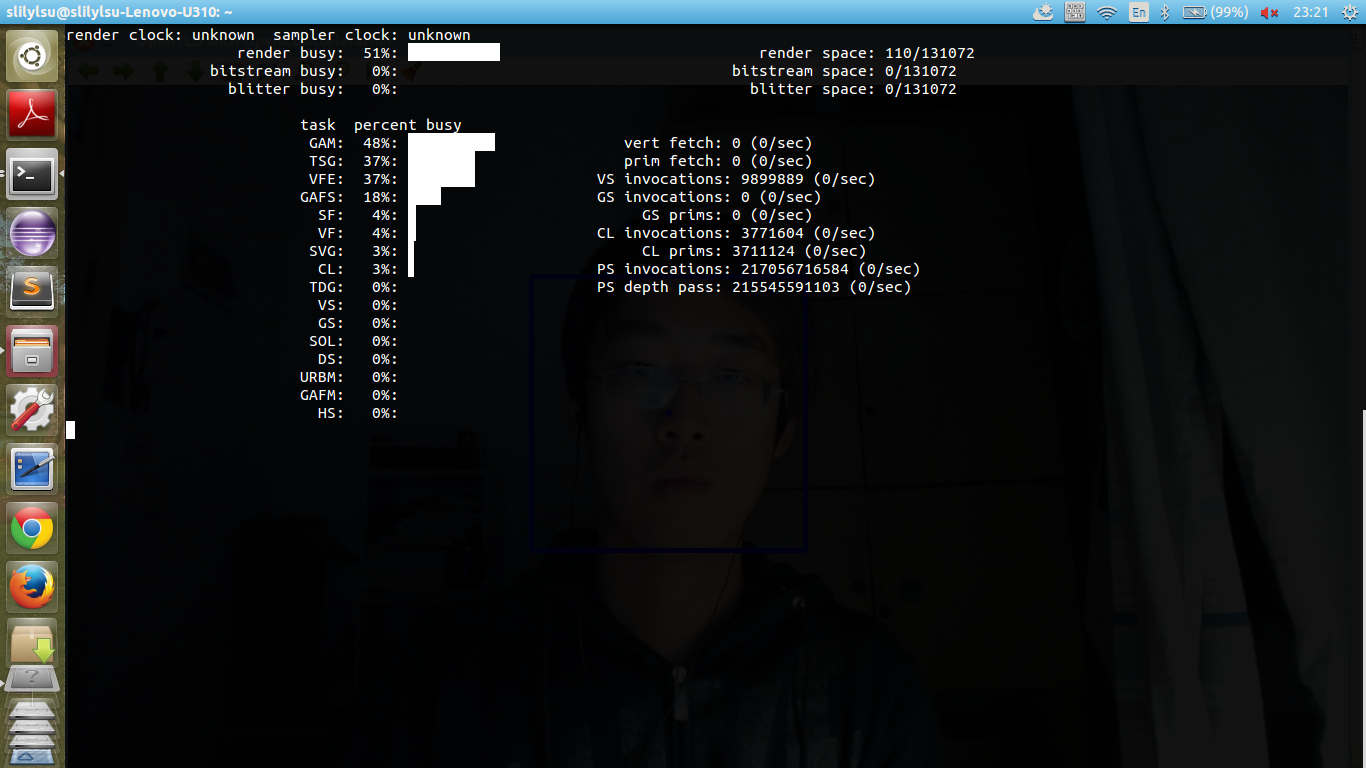 slilylsu@slilylsu-Lenovo-U310: ~ En (99%) 23:21
render clock: unknown sampler clock: unknown
render busy: 51%: render space: 110/131072
bitstream busy: 0%: bitstream space: 0/131072
blitter busy: 0%: blitter space: 0/131072
task percent busy
GAM: 48%: vert fetch: 0 (0/sec)
TSG: 37%: prim fetch: 0 (0/sec)
VFE: 37%: VS invocations: 9899889 (0/sec)
GAFS: 18%: GS invocations: 0 (0/sec)
SF: 4%: GS prims: 0 (0/sec)
VF: 4%: CL invocations: 3771604 (0/sec)
SVG: 3%: CL prims: 3711124 (0/sec)
CL: 3%: PS invocations: 217056716584 (0/sec)
TDG: 0%: PS depth pass: 215545591103 (0/sec)
VS: 0%:
GS: 0%:
SOL: 0%:
DS: 0%:
URBM: 0%:
GAFM: 0%:
HS: 0%: